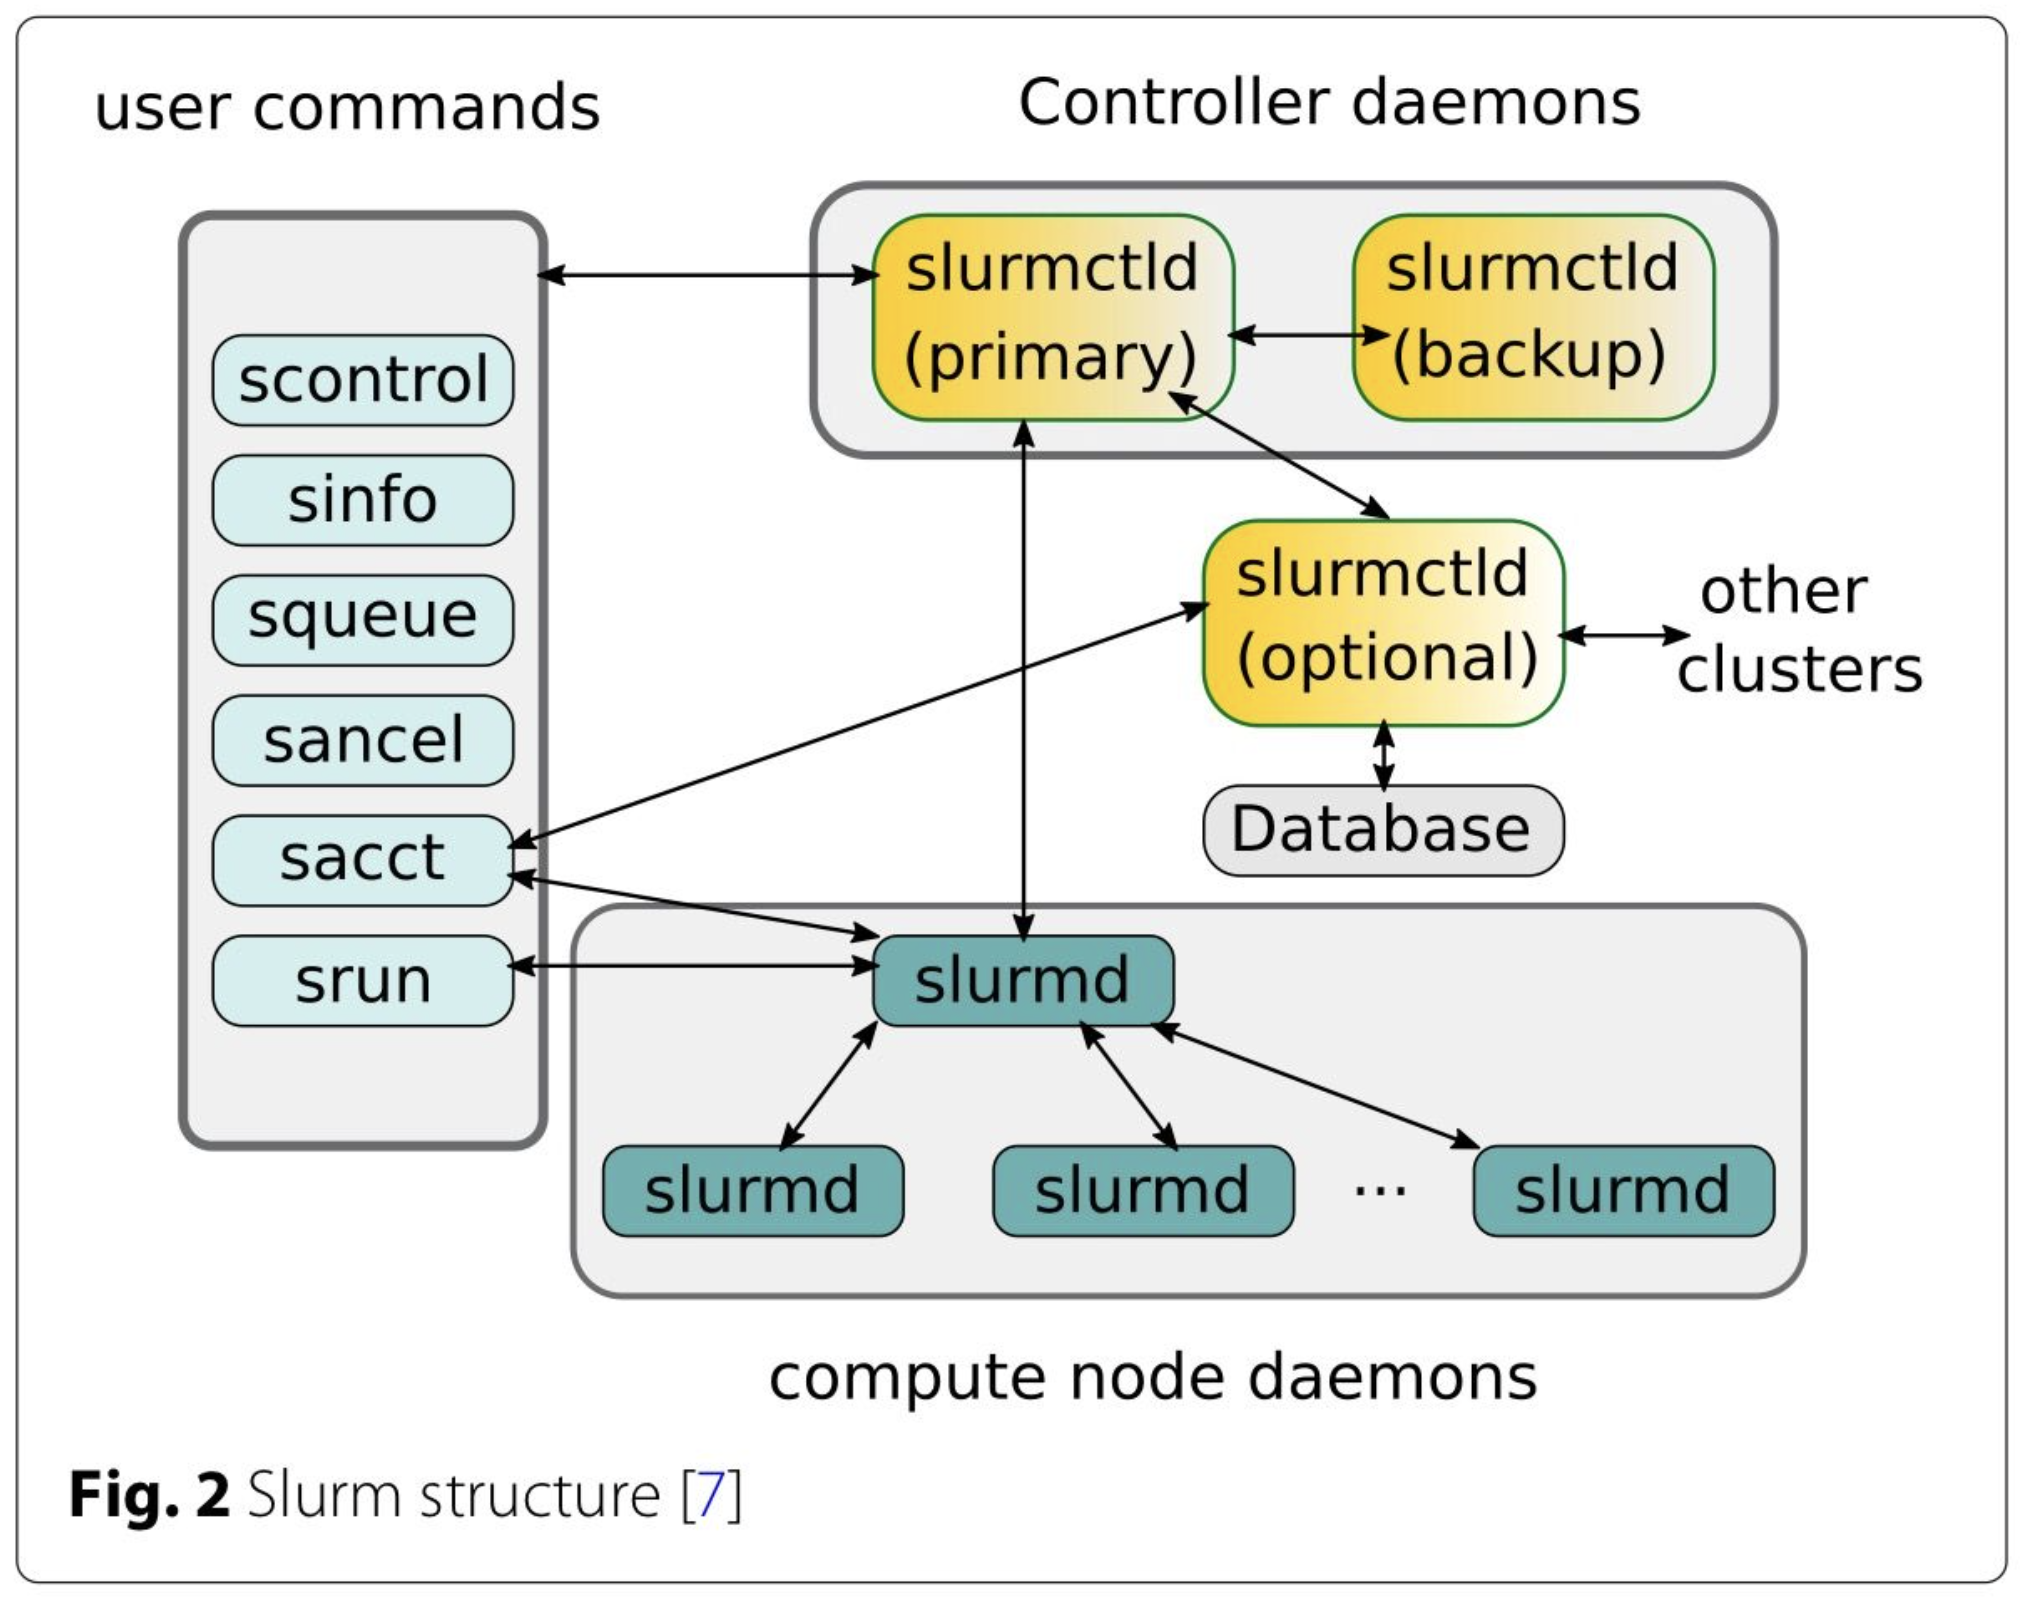 user commands
Controller daemons
slurmctld
(primary)
slurmctld
(backup)
scontrol
sinfo
squeue
sancel
sacct
srun
slurmctld
(optional)
other
clusters
Database
slurmd
slurmd
slurmd
...
slurmd
compute node daemons
Fig. 2 Slurm structure [7]